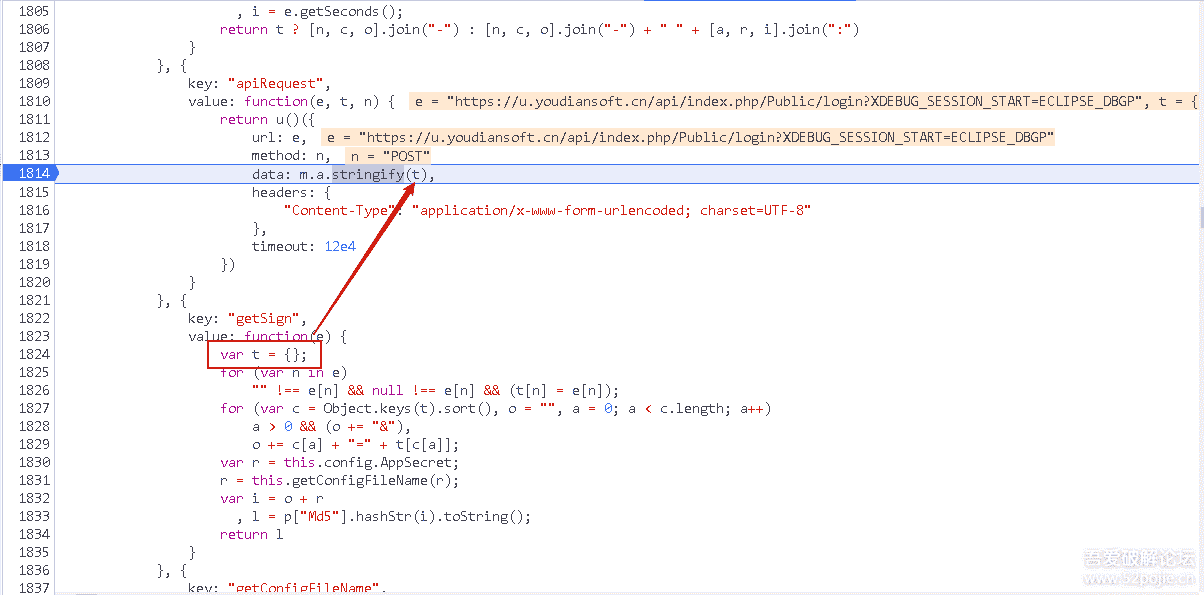 1805 , i = e.getSeconds();
1806 return t ? [n, c, o].join("-") : [n, c, o].join("-") + " " + [a, r, i].join(":")
1807 }
1808 }, {
1809 key: "apiRequest",
1810 value: function(e, t, n) { e = "https://u.youdiansoft.cn/api/index.php/Public/login?XDEBUG_SESSION_START=ECLIPSE_DBGP", t = {
1811 return u()({
1812 url: e, e = "https://u.youdiansoft.cn/api/index.php/Public/login?XDEBUG_SESSION_START=ECLIPSE_DBGP"
1813 method: n, n = "POST"
1814 data: m.a.stringify(t),
1815 headers: {
1816 "Content-Type": "application/x-www-form-urlencoded; charset=UTF-8"
1817 },
1818 timeout: 12e4
1819 })
1820 }
1821 }, {
1822 key: "getSign",
1823 value: function(e) {
1824 var t = {};
1825 for (var n in e)
1826 "" !== e[n] && null !== e[n] && (t[n] = e[n]);
1827 for (var c = Object.keys(t).sort(), o = "", a = 0; a < c.length; a++)
1828 a > 0 && (o += "&"),
1829 o += c[a] + "=" + t[c[a]];
1830 var r = this.config.AppSecret;
1831 r = this.getConfigFileName(r);
1832 var i = o + r
1833 , l = p["Md5"].hashStr(i).toString();
1834 return l
1835 }
1836 }, {
1837 key: "getConfigFileName",
吾爱破解论坛
www.52pojie.cn